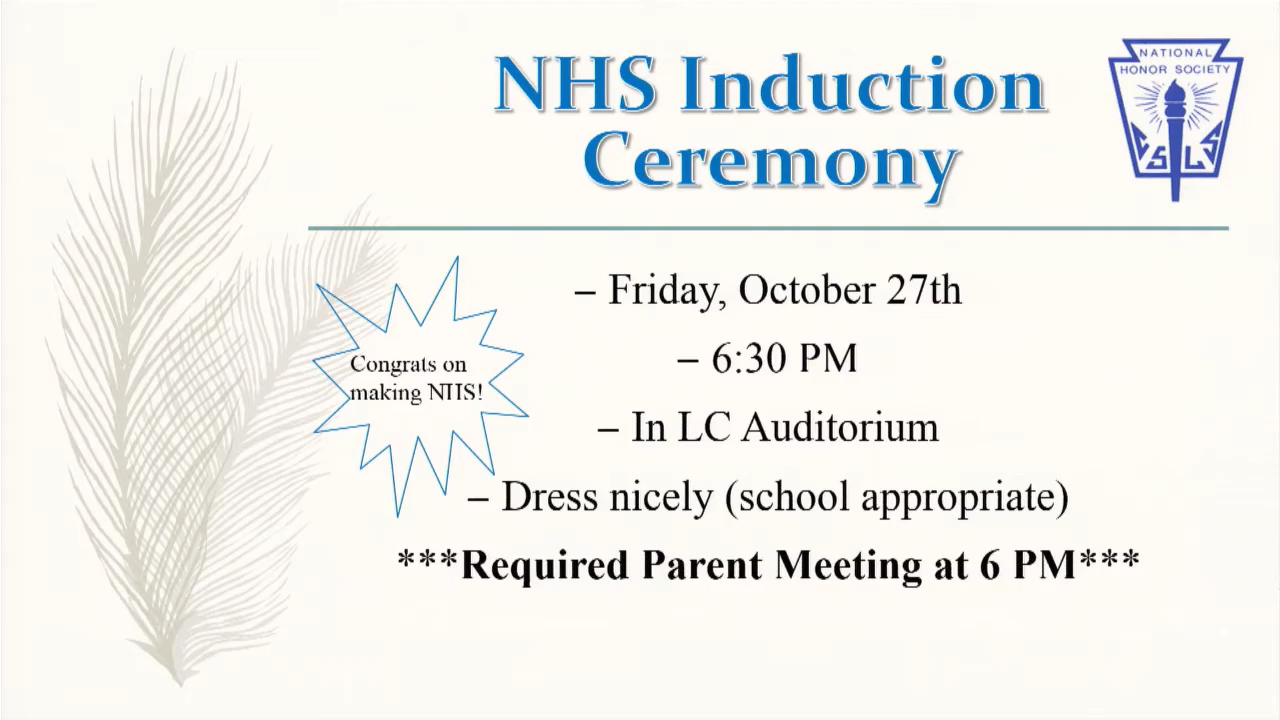 NHS Induction
Ceremony
NATIONAL
HONOR SOCIETY
C S L S
– Friday, October 27th
– 6:30 PM
– In LC Auditorium
– Dress nicely (school appropriate)
***Required Parent Meeting at 6 PM***
Congrats on
making NHS!